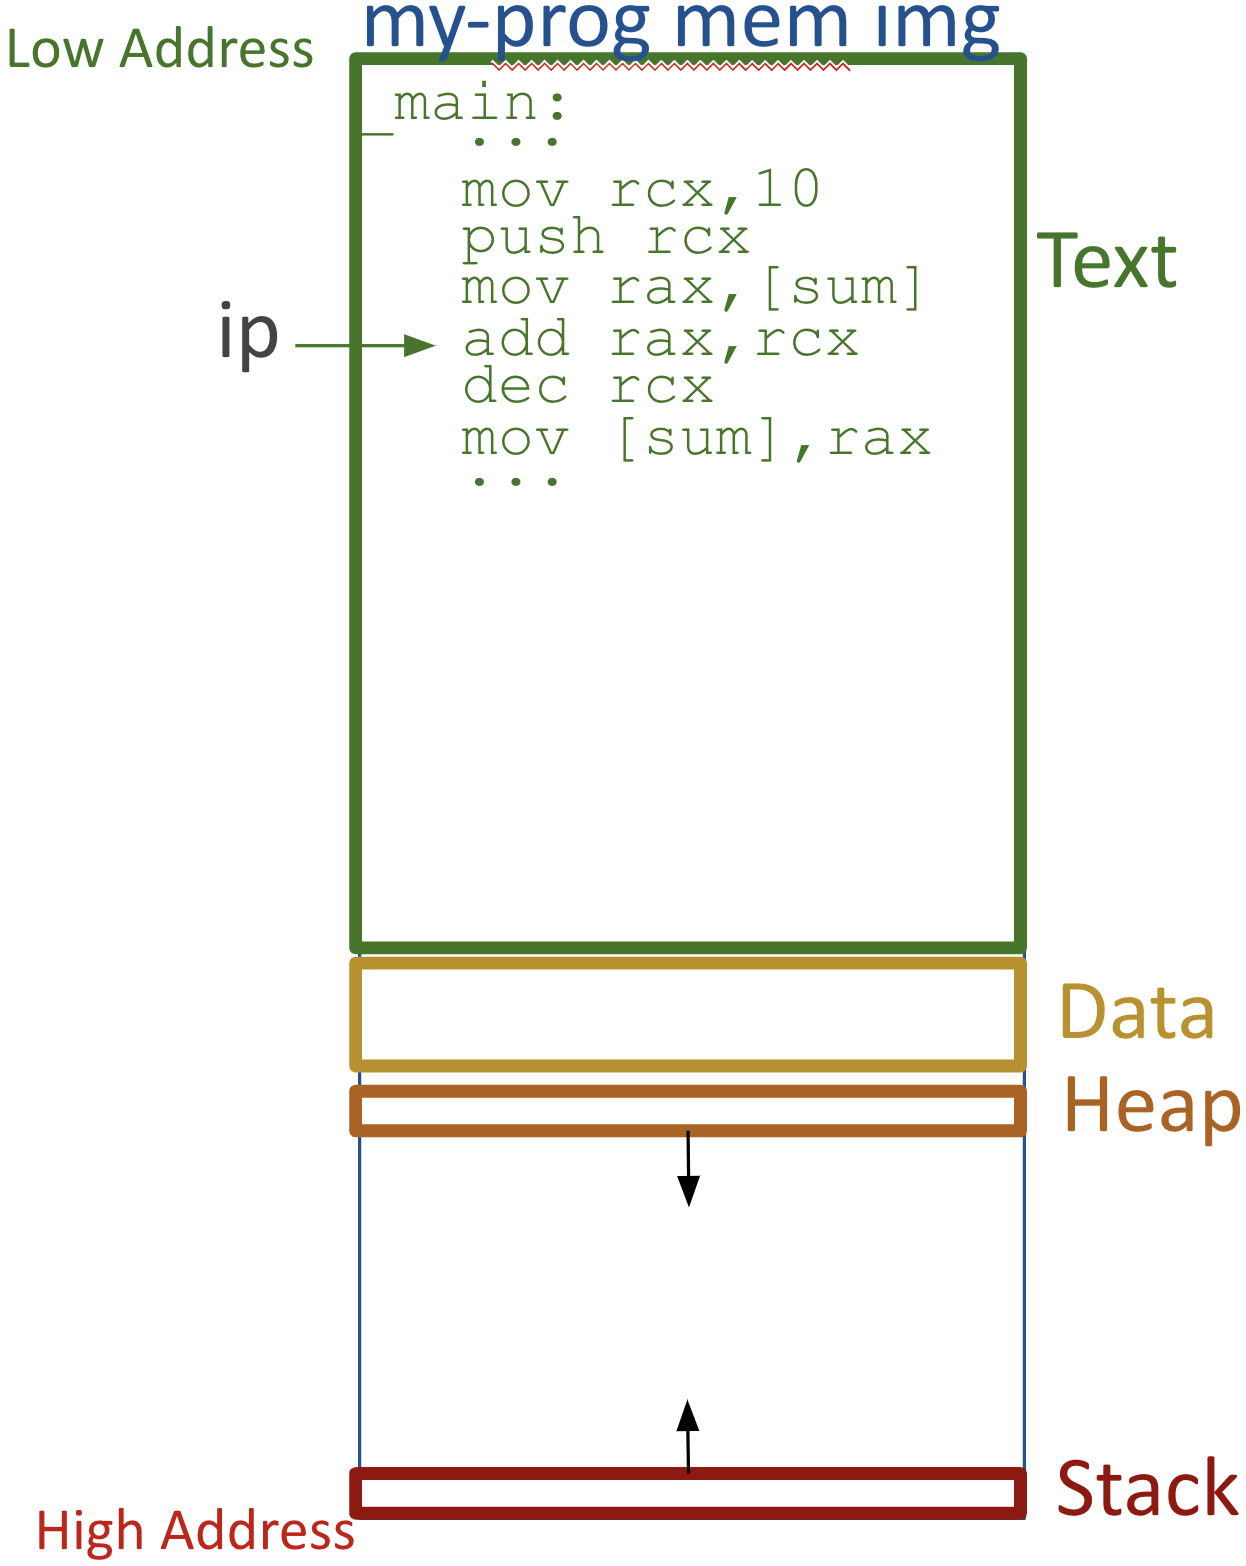 my-prog mem img
Low Address
_main:
...
mov rcx,10
push rcx
mov rax,[sum]
add rax,rcx
dec rcx
mov [sum],rax
...
ip
Text
Data
Heap
Stack
High Address